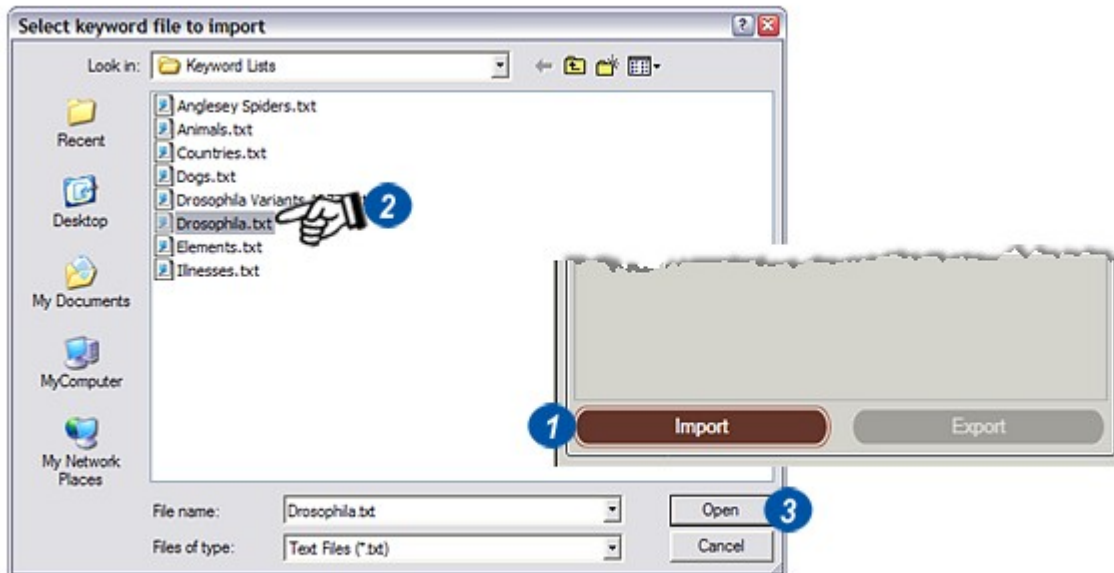 Select keyword file to import
Look in: Keyword Lists
Recent
Desktop
My Documents
MyComputer
My Network
Places
Anglesey Spiders.txt
Animals.txt
Countries.txt
Dogs.txt
Drosophila Variants
2
Drosophila.txt
Elements.txt
Illnesses.txt
1
Import
Export
File name: Drosophila.txt
Open
3
Files of type: Text Files (*.txt)
Cancel